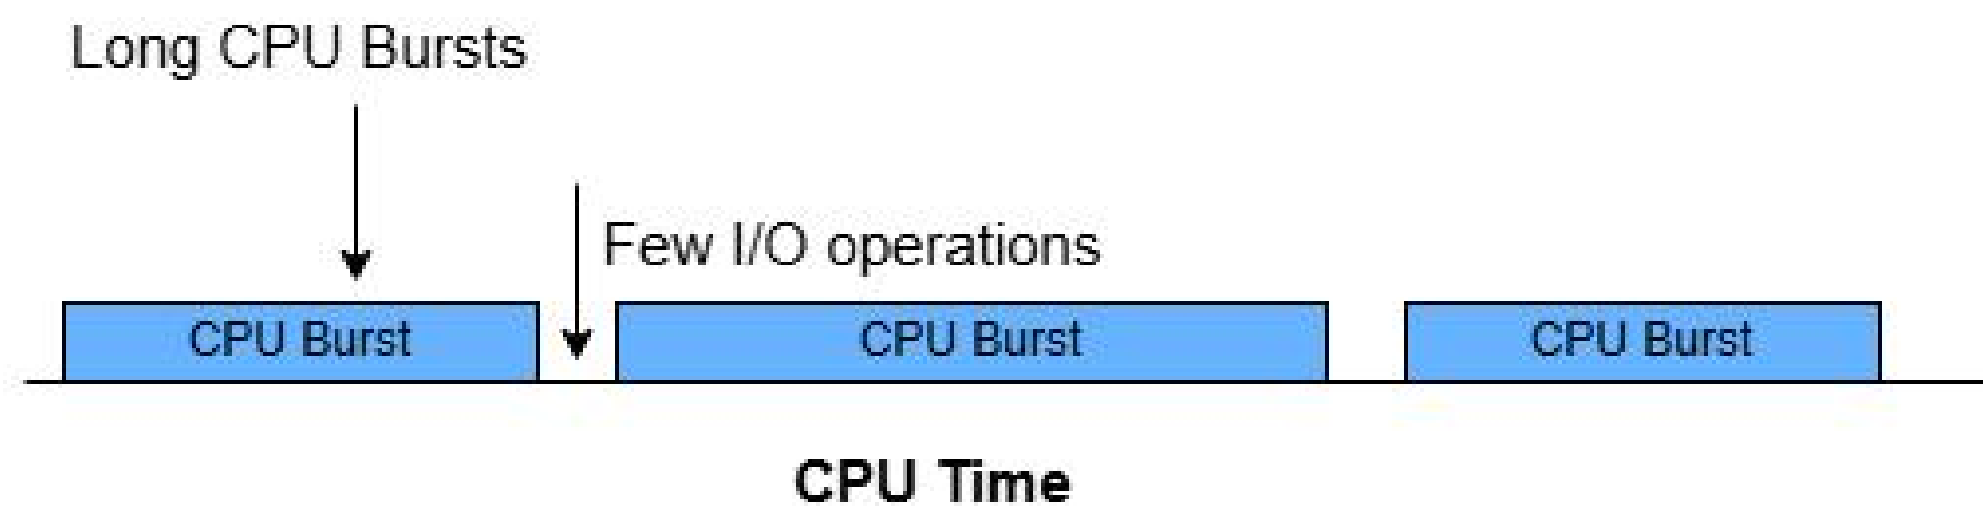 Long CPU Bursts
Few I/O operations
CPU Burst
CPU Burst
CPU Burst
CPU Time